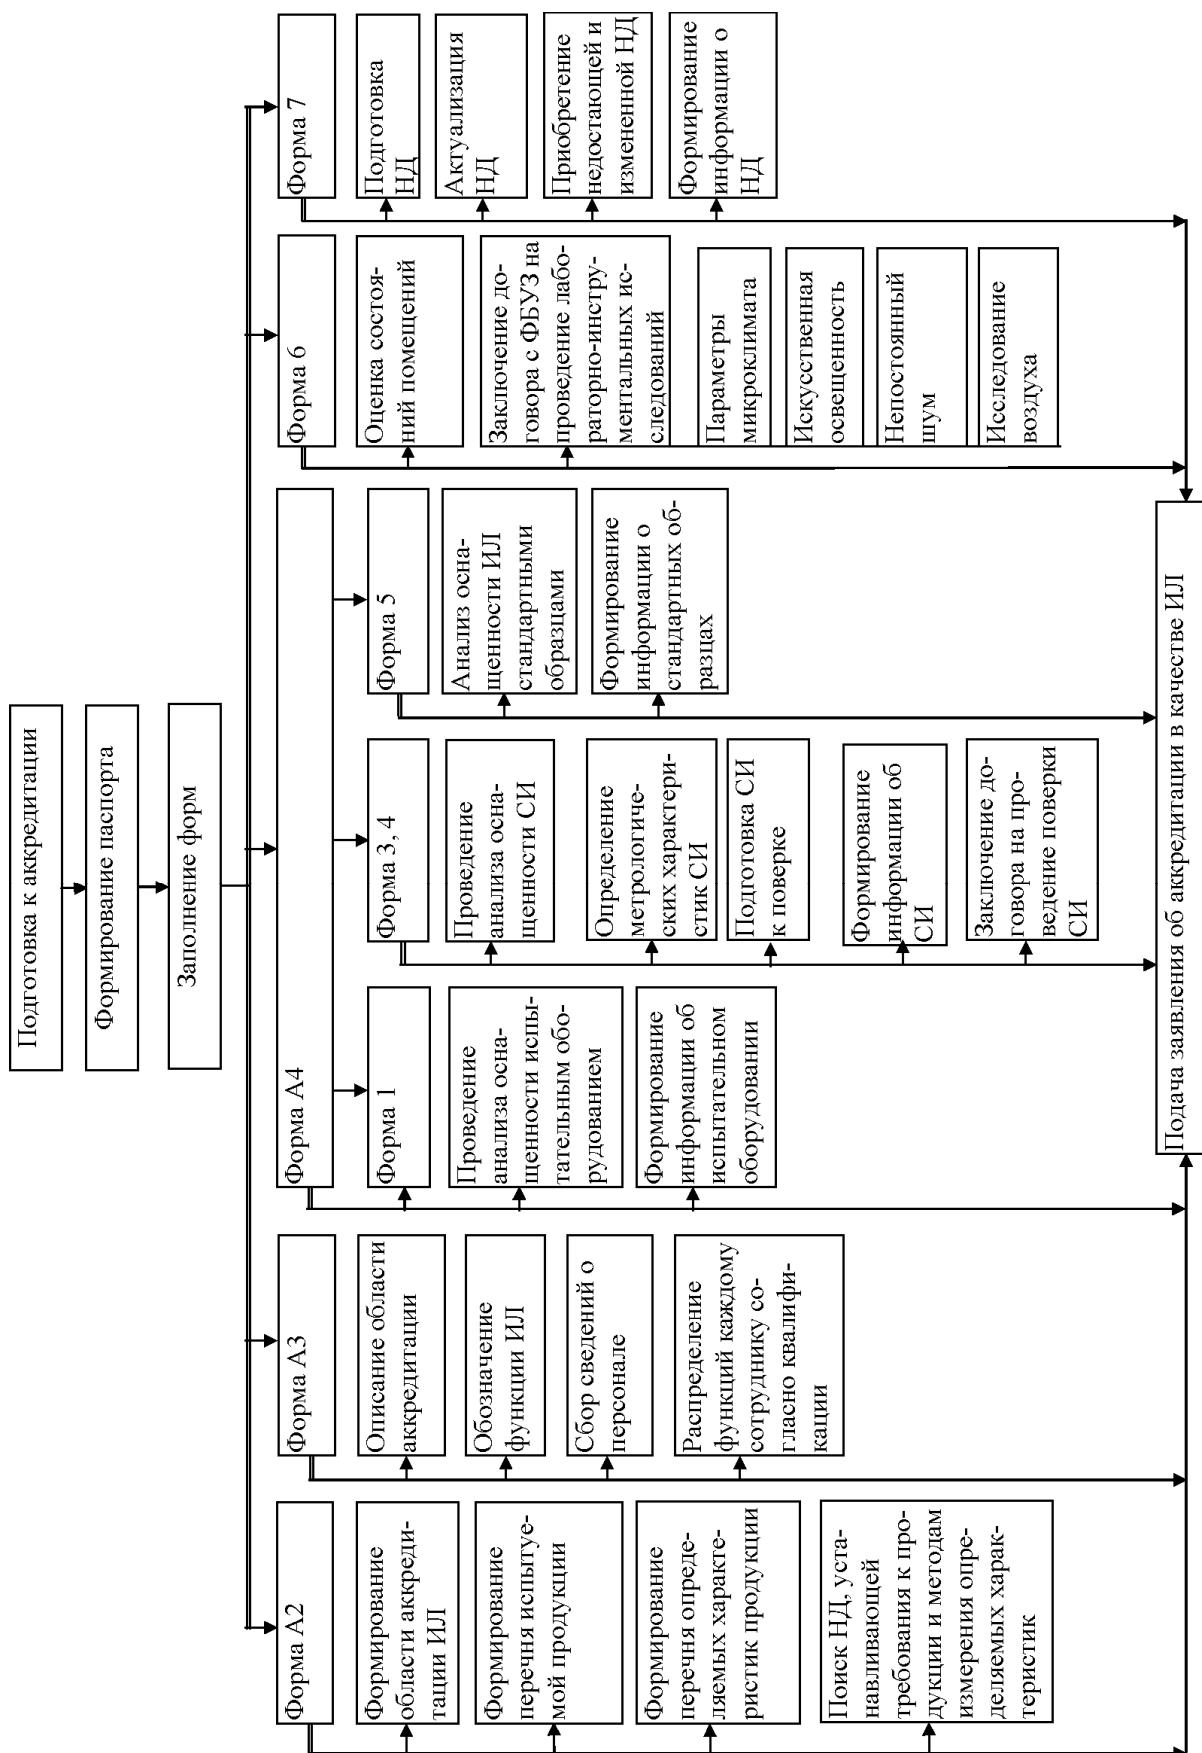 Подготовка к аккредитации
Формирование паспорта
Заполнение форм
Форма А2
Формирование
области аккреди-
тации ИЛ
Формирование
перечня испытуе-
мой продукции
Формирование
перечня опреде-
ляемых характе-
ристик продукции
Поиск НД, уста-
навливающей
требования к про-
дукции и методам
измерения опре-
деляемых харак-
теристик
Форма А3
Описание области
аккредитации
Обозначение
функции ИЛ
Сбор сведений о
персонале
Распределение
функций каждому
сотруднику со-
гласно квалифи-
кации
Форма А4
Форма 1
Проведение
анализа осна-
щенности испы-
тательным обо-
рудованием
Формирование
информации об
испытательном
оборудовании
Форма 3, 4
Проведение
анализа осна-
щенности СИ
Определение
метрологиче-
ских характери-
стик СИ
Подготовка СИ
к поверке
Формирование
информации об
СИ
Заключение до-
говора на про-
ведение поверки
СИ
Форма 5
Анализ осна-
щенности ИЛ
стандартными
образцами
Формирование
информации о
стандартных об-
разцах
Форма 6
Оценка состоя-
ний помещений
Заключение до-
говора с ФБУЗ на
проведение лабо-
раторно-инстру-
ментальных ис-
следований
Параметры
микроклимата
Искусственная
освещенность
Непостоянный
шум
Исследование
воздуха
Форма 7
Подготовка
НД
Актуализация
НД
Приобретение
недостающей и
измененной НД
Формирование
информации о
НД
Подача заявления об аккредитации в качестве ИЛ